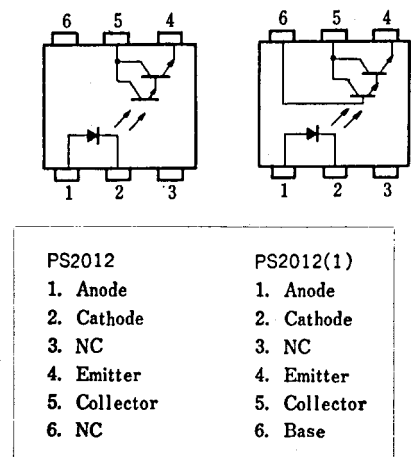 6 5 4
6 5 4
1 2 3
1 2 3
PS2012
1. Anode
2. Cathode
3. NC
4. Emitter
5. Collector
6. NC
PS2012(1)
1. Anode
2. Cathode
3. NC
4. Emitter
5. Collector
6. Base